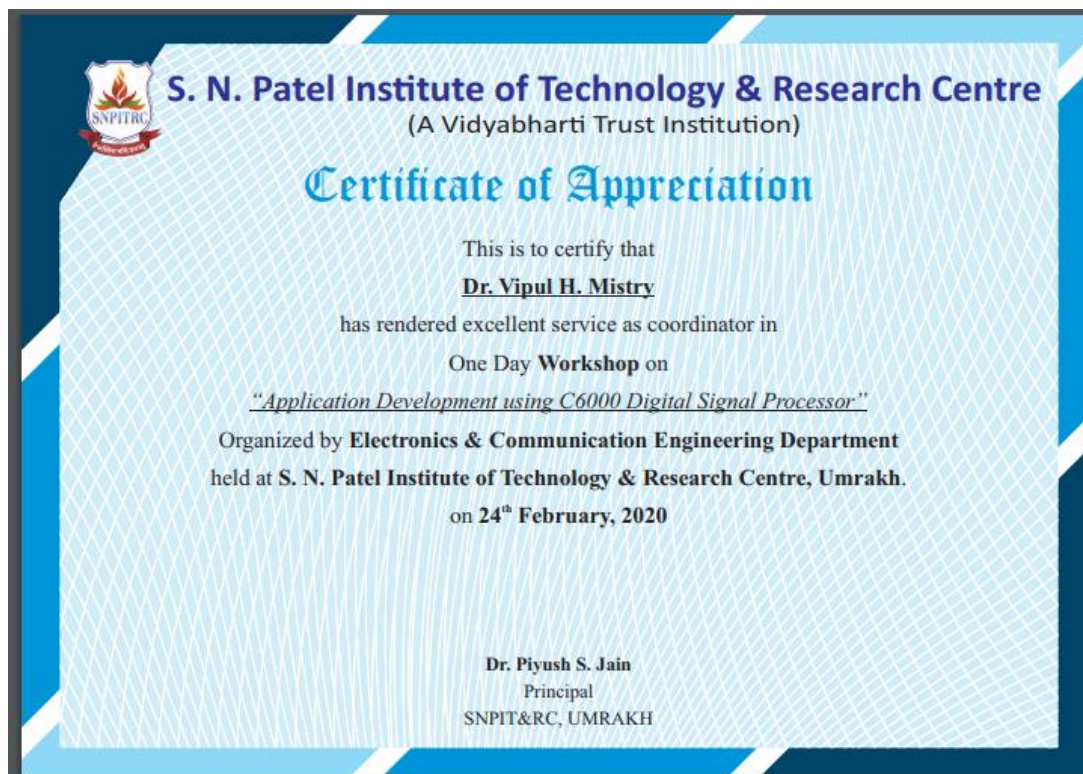 SNPITRC
S. N. Patel Institute of Technology & Research Centre
(A Vidyabharti Trust Institution)
Certificate of Appreciation
This is to certify that
Dr. Vipul H. Mistry
has rendered excellent service as coordinator in
One Day Workshop on
“Application Development using C6000 Digital Signal Processor”
Organized by Electronics & Communication Engineering Department
held at S. N. Patel Institute of Technology & Research Centre, Umrakh.
on 24th February, 2020
Dr. Piyush S. Jain
Principal
SNPIT&RC, UMRAKH